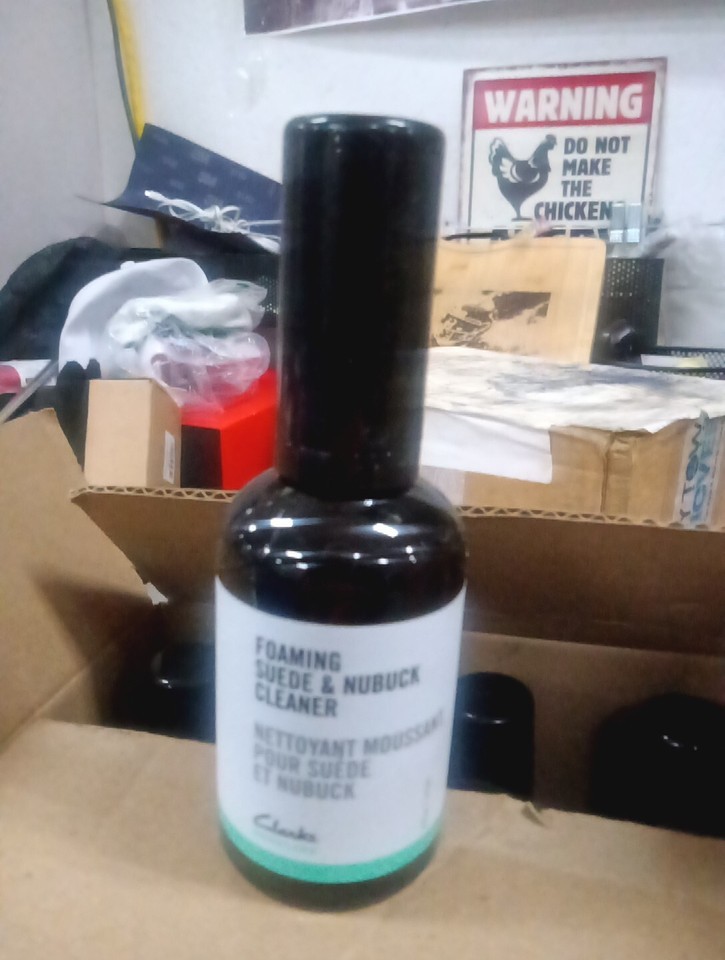 WARNING
DO NOT
MAKE
THE
CHICKEN
FOAMING
SUEDE & NUBUCK
CLEANER
NETTOYANT MOUSSANT
POUR SUÈDE
ET NUBUCK
Clarks